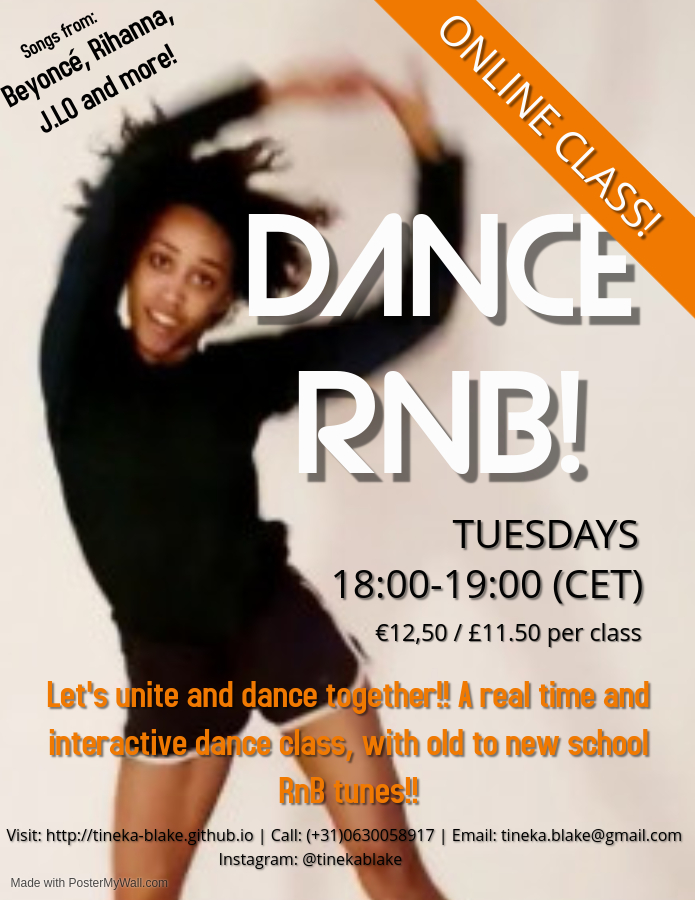 Songs from:
Beyoncé, Rihanna,
J.LO and more!
ONLINE CLASS!
DANCE
RNB!
TUESDAYS
18:00-19:00 (CET)
€12,50 / £11.50 per class
Let's unite and dance together!! A real time and
interactive dance class, with old to new school
RnB tunes!!
Visit: http://tineka-blake.github.io | Call: (+31)0630058917 | Email: tineka.blake@gmail.com
Instagram: @tinekablake
Made with PosterMyWall.com